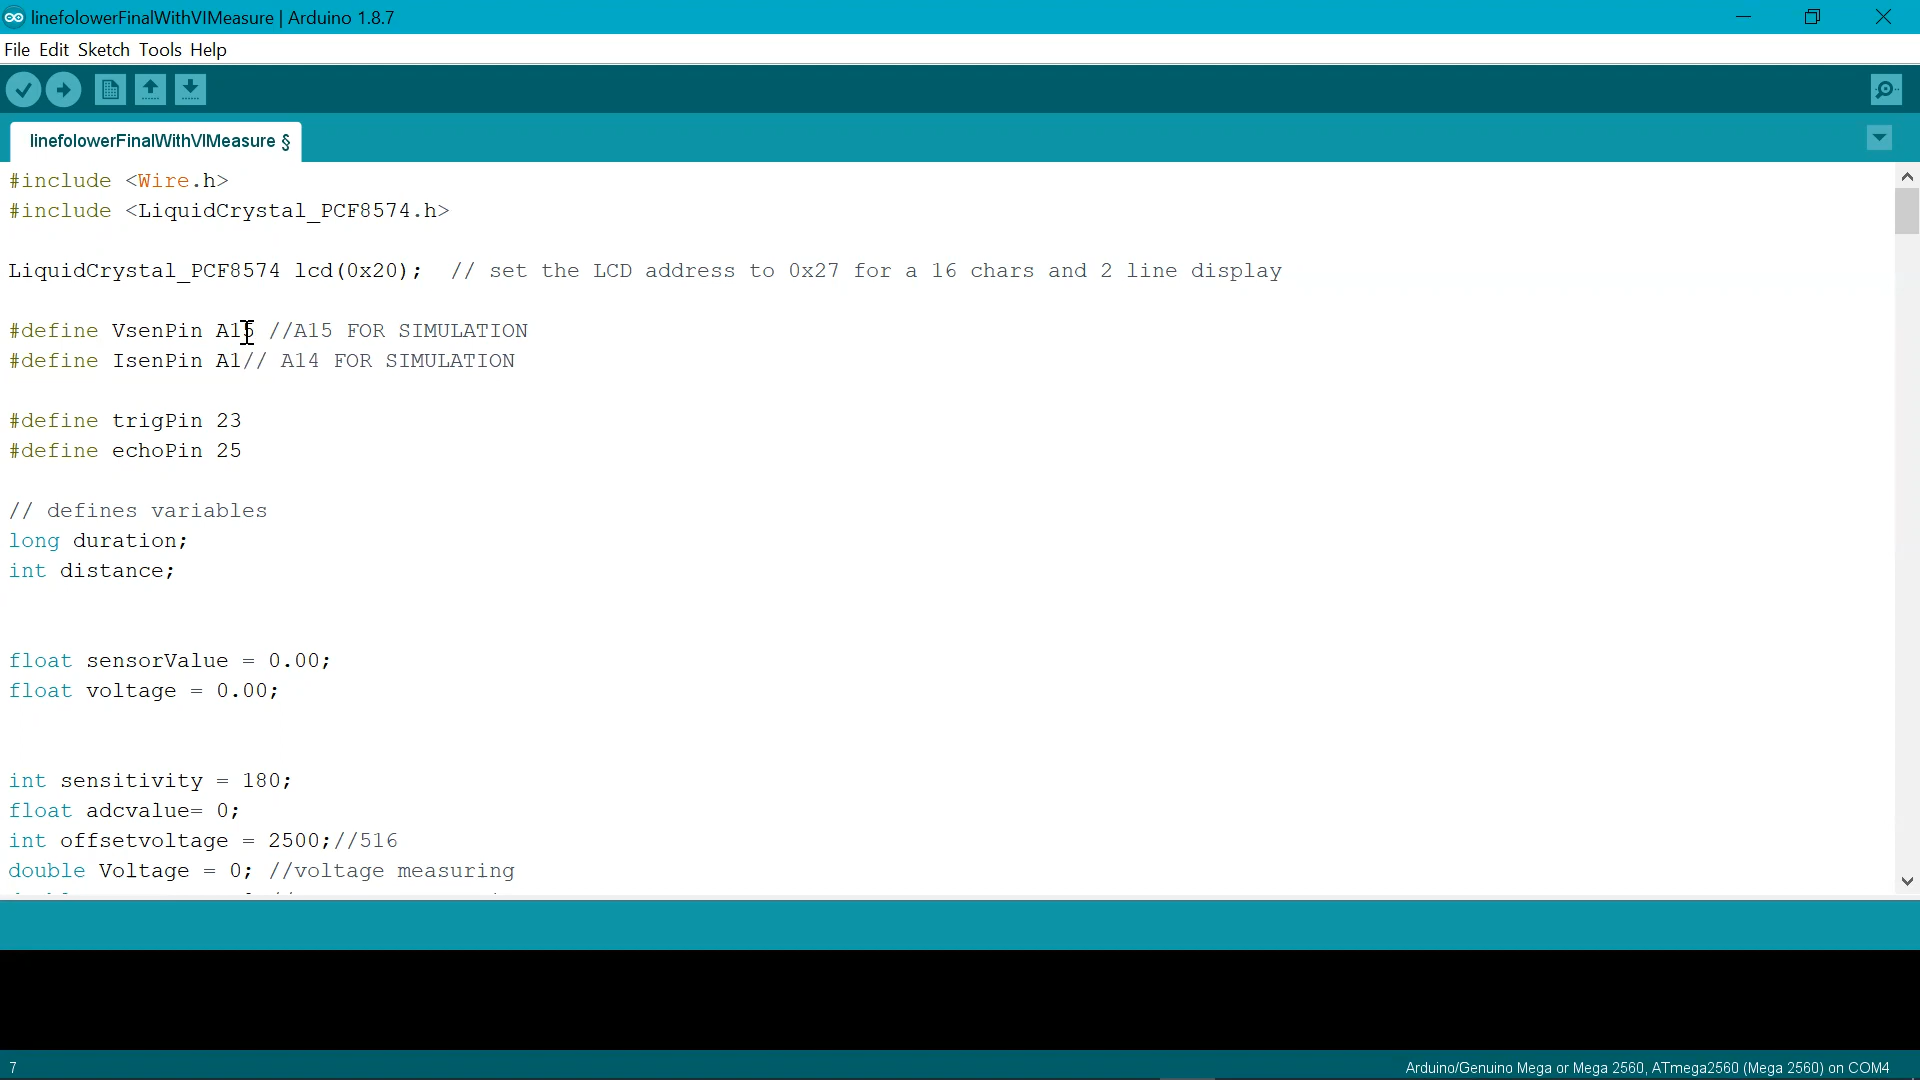 linefolowerFinalWithVIMeasure | Arduino 1.8.7
File Edit Sketch Tools Help
linefolowerFinalWithVIMeasure §
#include <Wire.h>
#include <LiquidCrystal_PCF8574.h>
LiquidCrystal_PCF8574 lcd(0x20);  // set the LCD address to 0x27 for a 16 chars and 2 line display
#define VsenPin A15 //A15 FOR SIMULATION
#define IsenPin A1// A14 FOR SIMULATION
#define trigPin 23
#define echoPin 25
// defines variables
long duration;
int distance;
float sensorValue = 0.00;
float voltage = 0.00;
int sensitivity = 180;
float adcvalue= 0;
int offsetvoltage = 2500;//516
double Voltage = 0; //voltage measuring
7
Arduino/Genuino Mega or Mega 2560, ATmega2560 (Mega 2560) on COM4